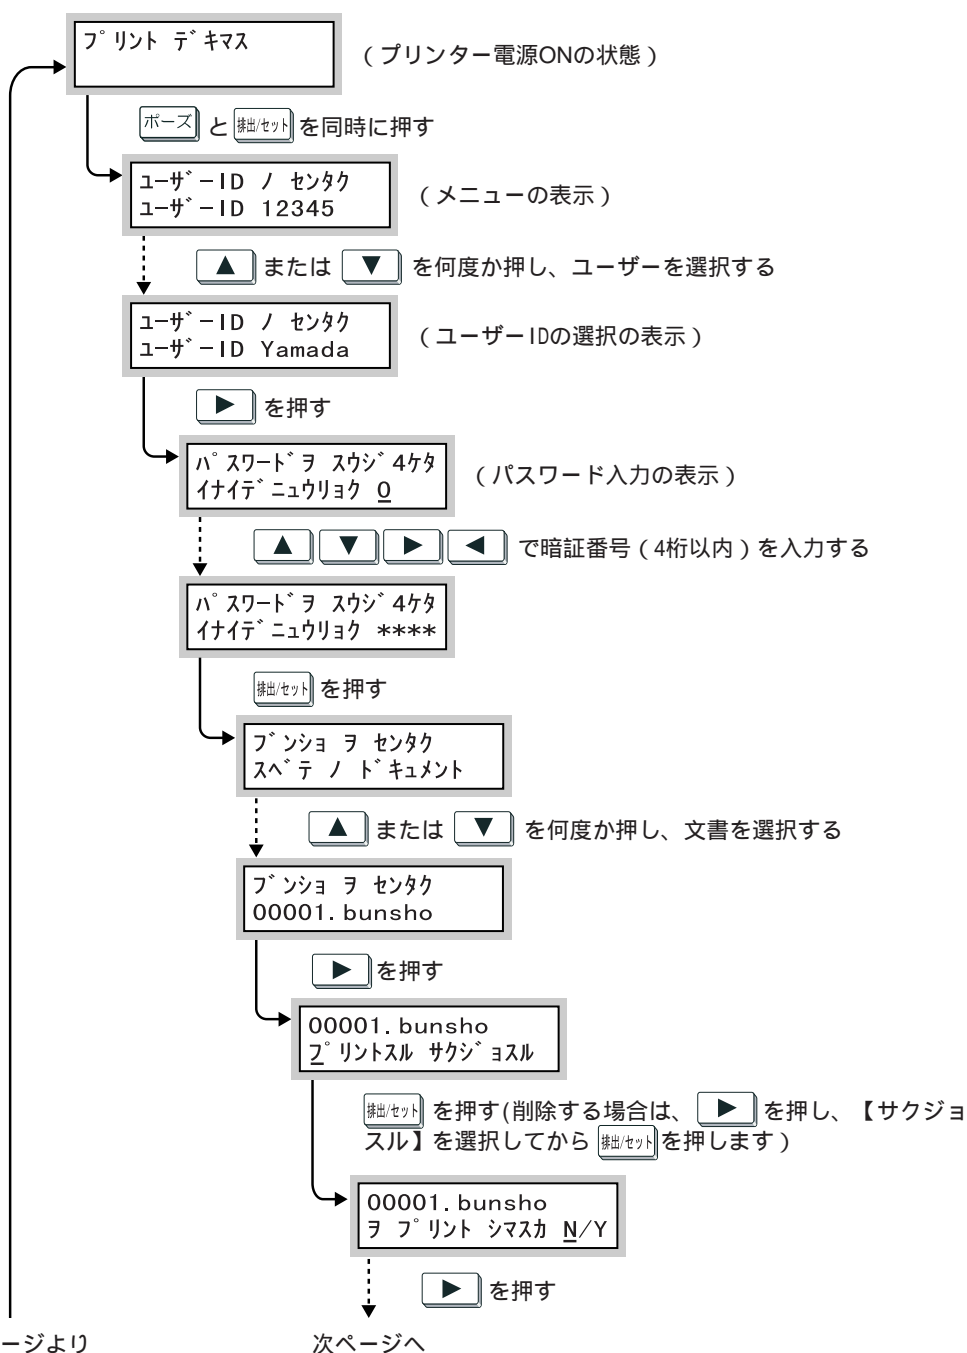 プリント デキマス
(プリンター電源ONの状態)
ポーズ と 排出/セット を同時に押す
ユーザーID ノ センタク
ユーザーID 12345
(メニューの表示)
▲ または ▼ を何度か押し、ユーザーを選択する
ユーザーID ノ センタク
ユーザーID Yamada
(ユーザーIDの選択の表示)
▶ を押す
パスワードヲ スウジ4ケタ
イナイデニュウリョク 0
(パスワード入力の表示)
▲ ▼ ▶ ◀ で暗証番号(4桁以内)を入力する
パスワードヲ スウジ4ケタ
イナイデニュウリョク ****
排出/セット を押す
ブンショ ヲ センタク
スベテ ノ ドキュメント
▲ または ▼ を何度か押し、文書を選択する
ブンショ ヲ センタク
00001.bunsho
▶ を押す
00001.bunsho
プリントスル サクジョスル
排出/セット を押す(削除する場合は、 ▶ を押し、【サクジョ
スル】を選択してから 排出/セット を押します)
00001.bunsho
ヲ プリント シマスカ N/Y
▶ を押す
ージより
次ページへ